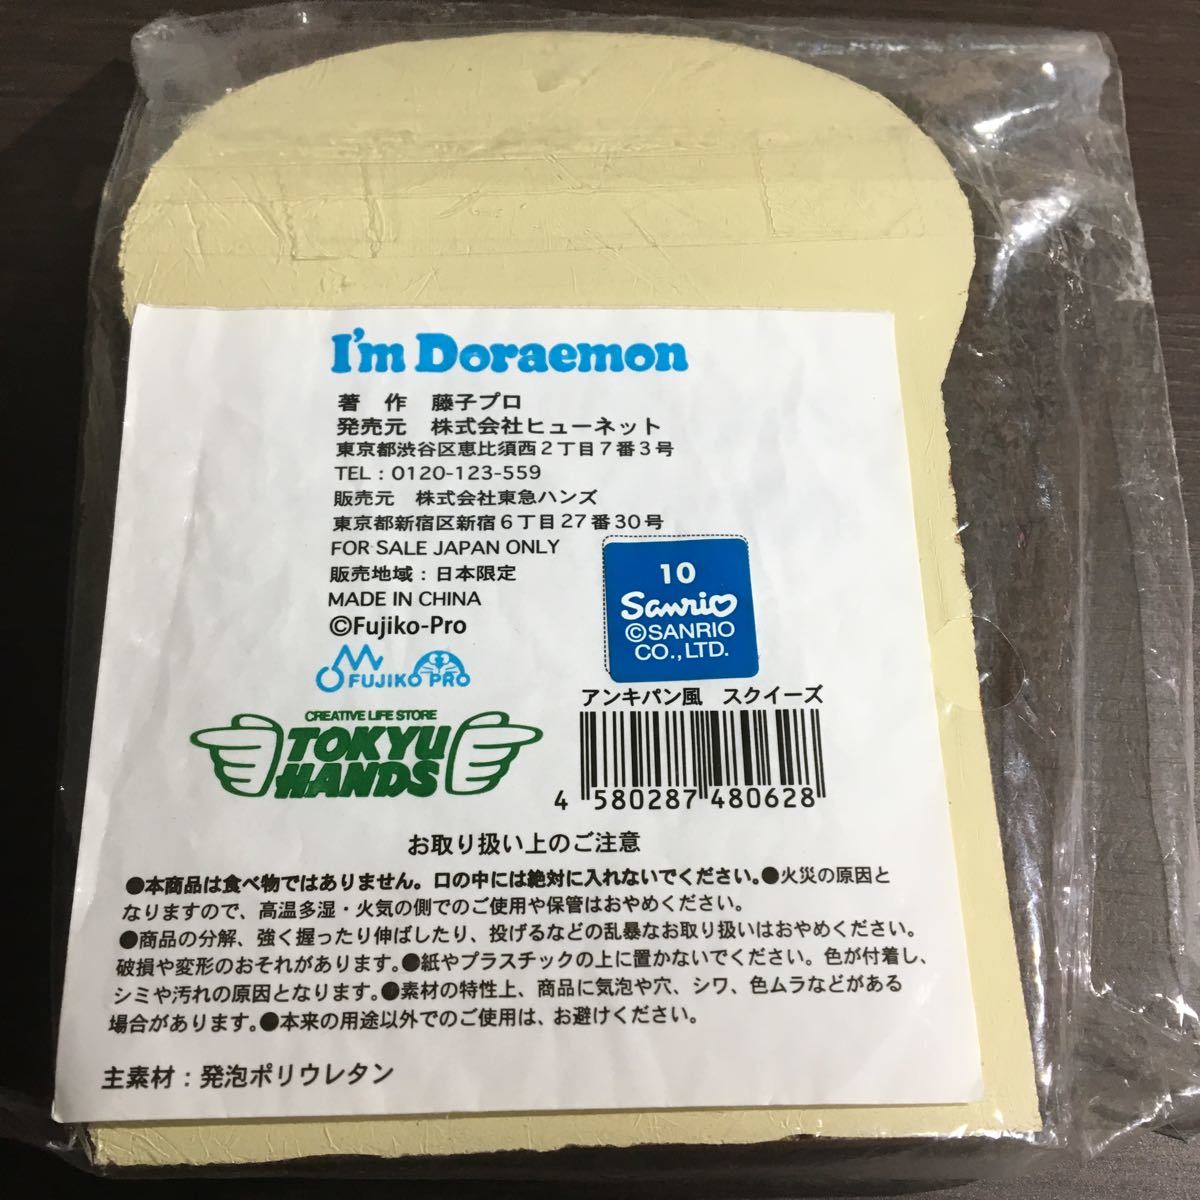 I'm Doraemon
著 作 藤子プロ
発売元 株式会社ヒューネット
東京都渋谷区恵比須西2丁目7番3号
TEL : 0120-123-559
販売元 株式会社東急ハンズ
東京都新宿区新宿6丁目27番30号
FOR SALE JAPAN ONLY
販売地域 : 日本限定
MADE IN CHINA
©Fujiko-Pro
FUJIKO PRO
10
Sanrio
©SANRIO
CO., LTD.
アンキパン風 スクイーズ
4 580287 480628
CREATIVE LIFE STORE
TOKYU
HANDS
お取り扱い上のご注意
●本商品は食べ物ではありません。口の中には絶対に入れないでください。●火災の原因と
なりますので、高温多湿・火気の側でのご使用や保管はおやめください。
●商品の分解、強く握ったり伸ばしたり、投げるなどの乱暴なお取り扱いはおやめください。
破損や変形のおそれがあります。●紙やプラスチックの上に置かないでください。色が付着し、
シミや汚れの原因となります。●素材の特性上、商品に気泡や穴、シワ、色ムラなどがある
場合があります。●本来の用途以外でのご使用は、お避けください。
主素材 : 発泡ポリウレタン